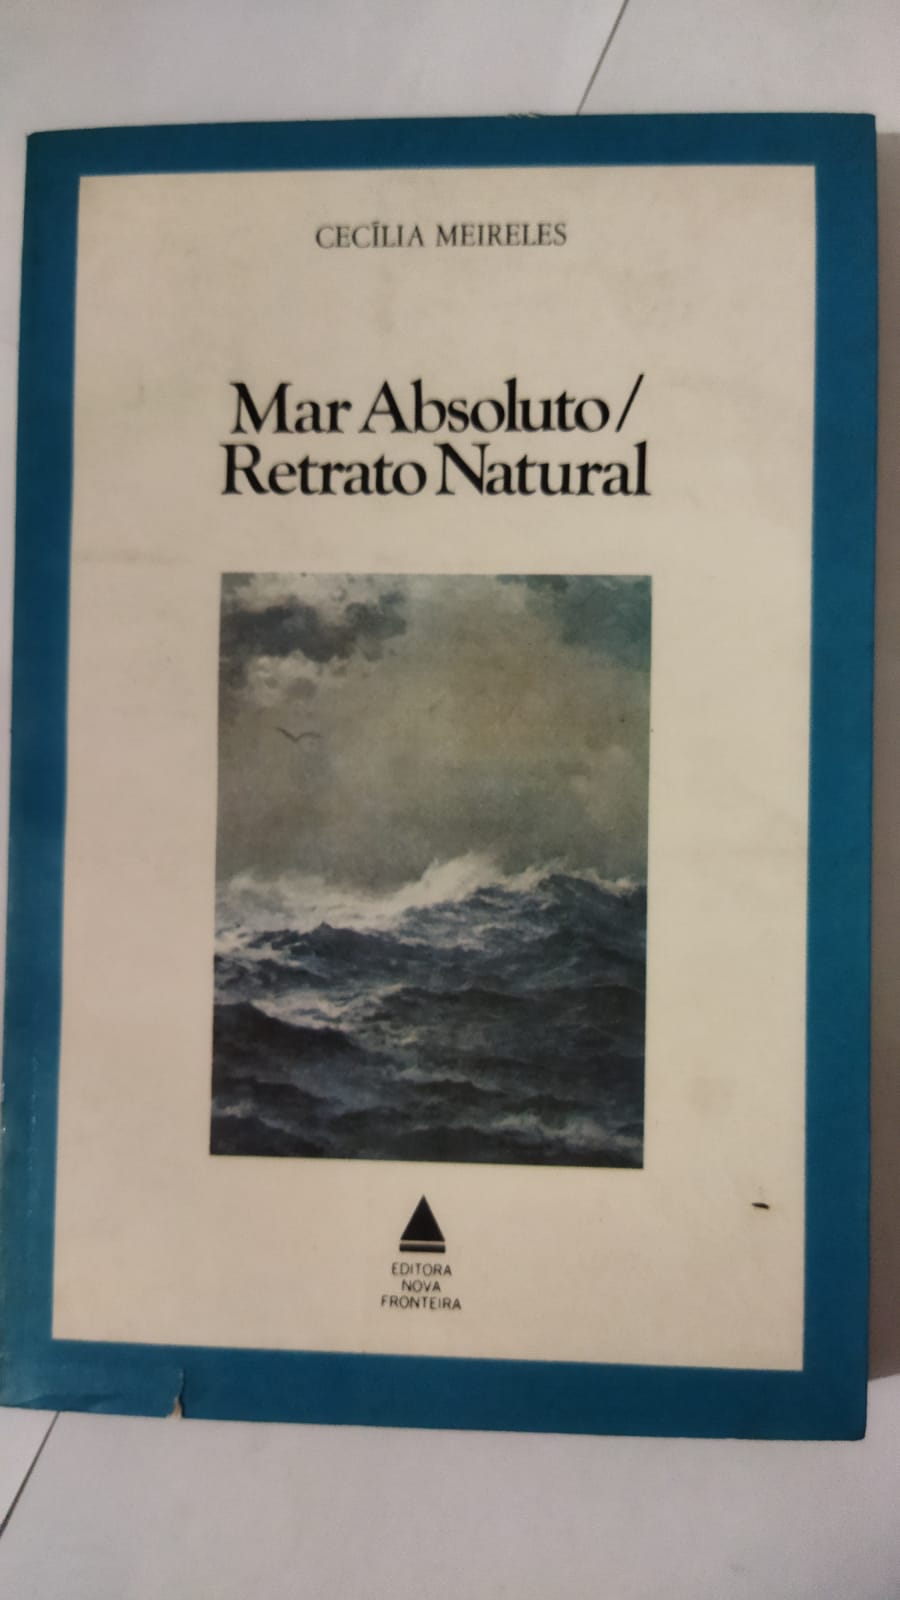 CECÍLIA MEIRELES
Mar Absoluto/
Retrato Natural
EDITORA
NOVA
FRONTEIRA